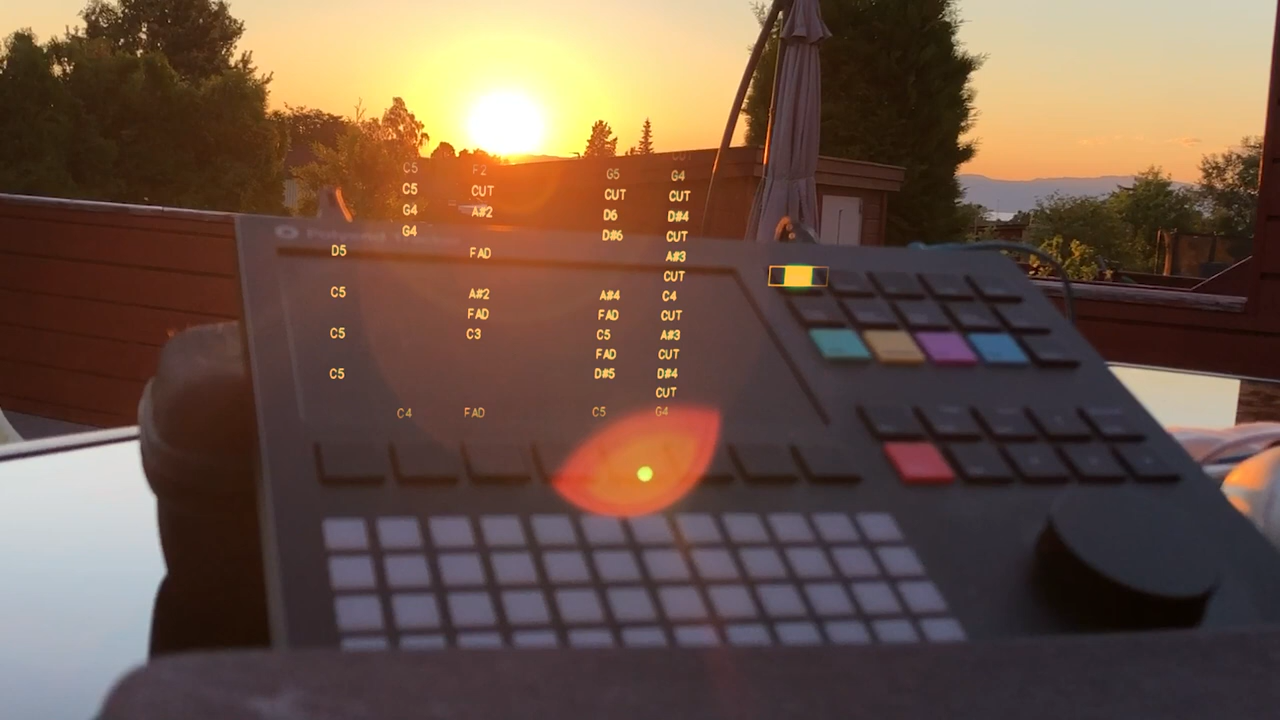 CUT
C5 F2 G5 G4
C5 CUT CUT CUT
G4 A#2 D6 D#4
G4 D#6 CUT
D5 FAD A#3
CUT
C5 A#2 A#4 C4
FAD FAD CUT
C5 C3 C5 A#3
FAD CUT
C5 D#5 D#4
CUT
C4 FAD C5 G4